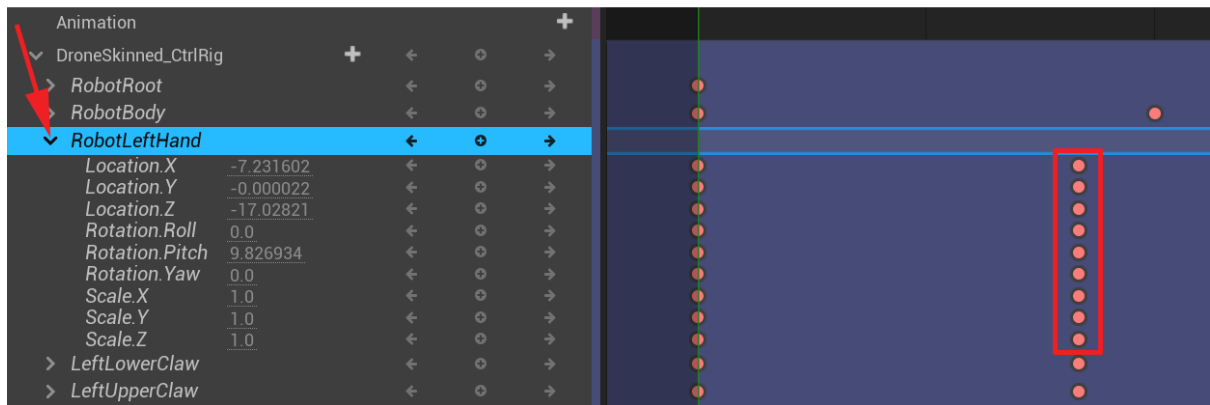 Animation
DroneSkinned_CtrlRig
RobotRoot
RobotBody
RobotLeftHand
Location.X -7.231602
Location.Y -0.000022
Location.Z -17.02821
Rotation.Roll 0.0
Rotation.Pitch 9.826934
Rotation.Yaw 0.0
Scale.X 1.0
Scale.Y 1.0
Scale.Z 1.0
LeftLowerClaw
LeftUpperClaw